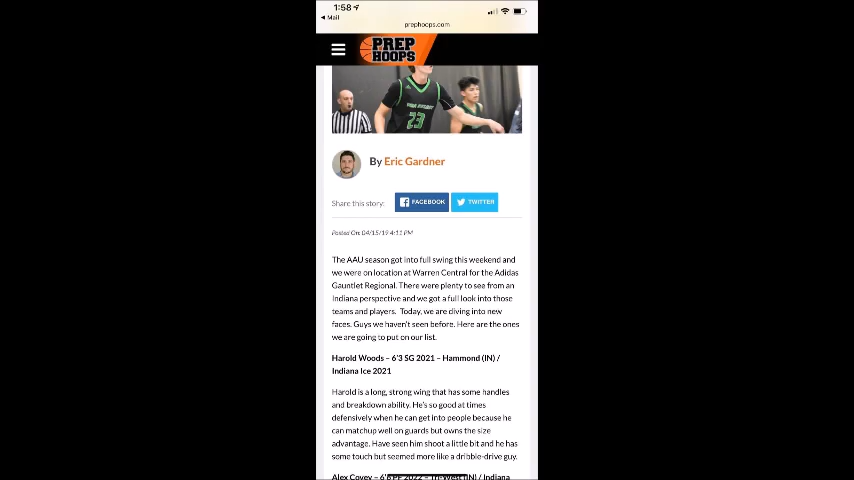 1:58
Mail
prephoops.com
PREP
HOOPS
23
By Eric Gardner
Share this story:
FACEBOOK
TWITTER
Posted On: 04/15/19 4:11 PM
The AAU season got into full swing this weekend and
we were on location at Warren Central for the Adidas
Gauntlet Regional. There were plenty to see from an
Indiana perspective and we got a full look into those
teams and players. Today, we are diving into new
faces. Guys we haven't seen before. Here are the ones
we are going to put on our list.
Harold Woods – 6'3 SG 2021 – Hammond (IN) /
Indiana Ice 2021
Harold is a long, strong wing that has some handles
and breakdown ability. He's so good at times
defensively when he can get into people because he
can matchup well on guards but owns the size
advantage. Have seen him shoot a little bit and he has
some touch but seemed more like a dribble-drive guy.
Alex Covey – (IN) / Indiana